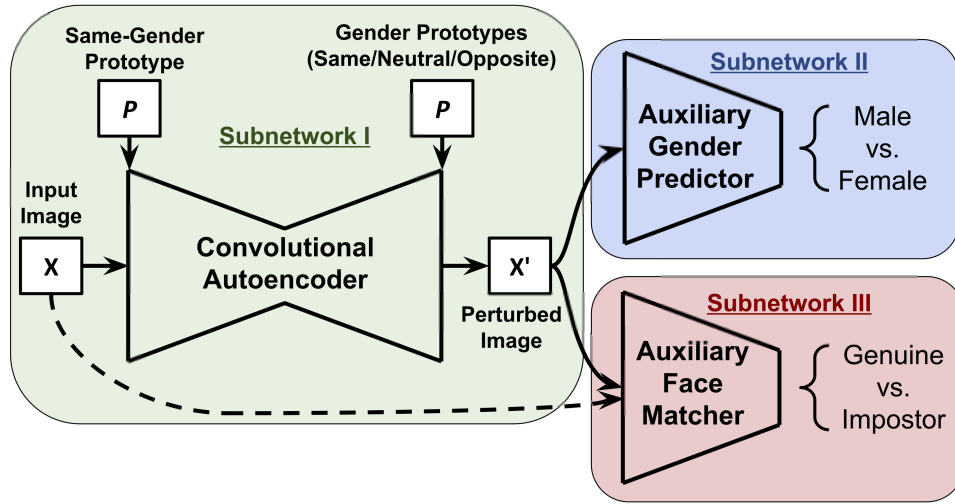 Same-Gender
Prototype
P
Gender Prototypes
(Same/Neutral/Opposite)
P
Subnetwork I
Input
Image
X
Convolutional
Autoencoder
X'
Perturbed
Image
Subnetwork II
Auxiliary
Gender
Predictor
Male
vs.
Female
Subnetwork III
Auxiliary
Face
Matcher
Genuine
vs.
Impostor